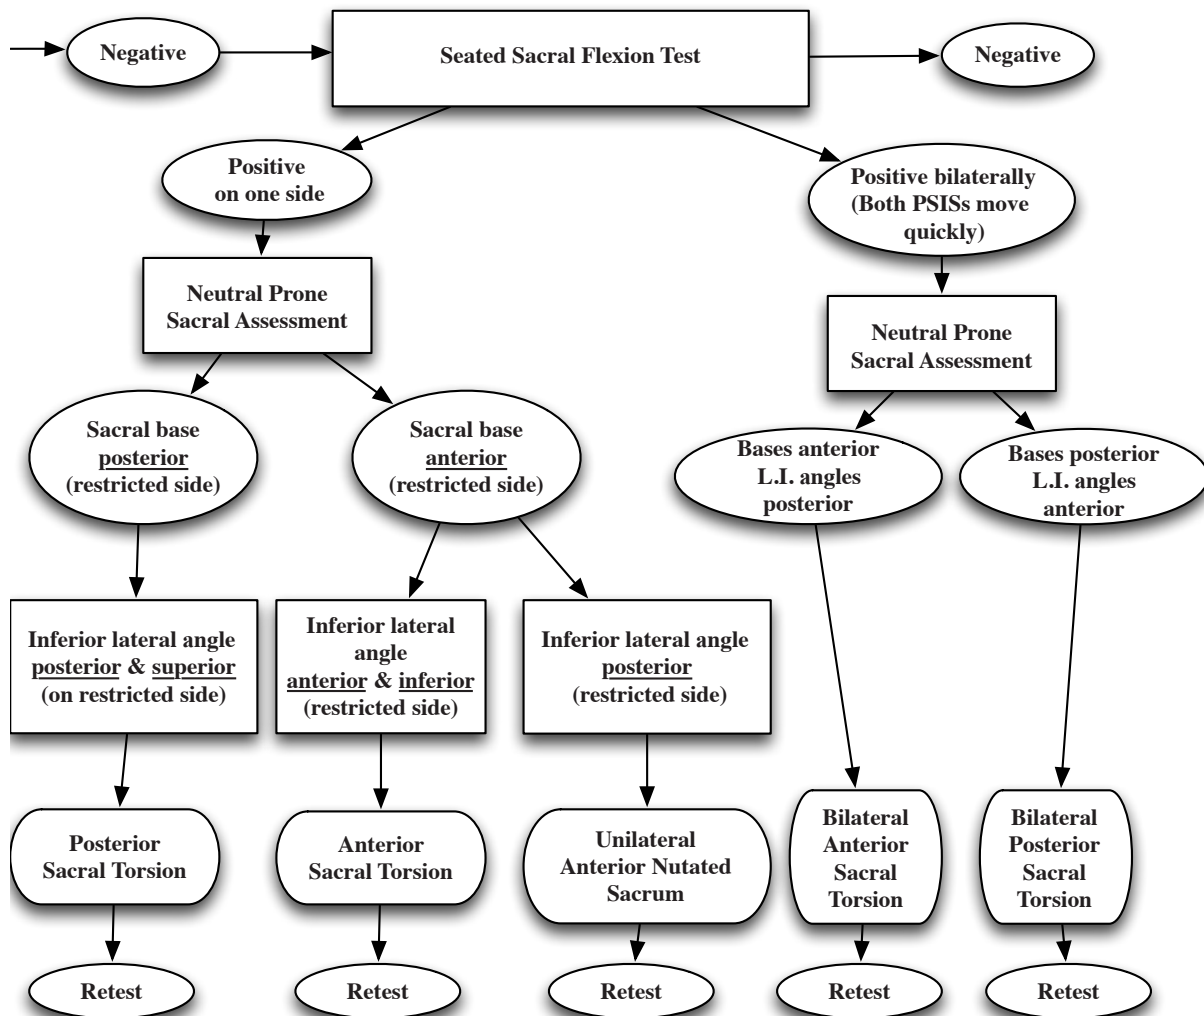 Negative
Seated Sacral Flexion Test
Negative
Positive
on one side
Positive bilaterally
(Both PSISs move
quickly)
Neutral Prone
Sacral Assessment
Neutral Prone
Sacral Assessment
Sacral base
posterior
(restricted side)
Sacral base
anterior
(restricted side)
Bases anterior
L.I. angles
posterior
Bases posterior
L.I. angles
anterior
Inferior lateral angle
posterior & superior
(on restricted side)
Inferior lateral
angle
anterior & inferior
(restricted side)
Inferior lateral angle
posterior
(restricted side)
Posterior
Sacral Torsion
Anterior
Sacral Torsion
Unilateral
Anterior Nutated
Sacrum
Bilateral
Anterior
Sacral
Torsion
Bilateral
Posterior
Sacral
Torsion
Retest
Retest
Retest
Retest
Retest